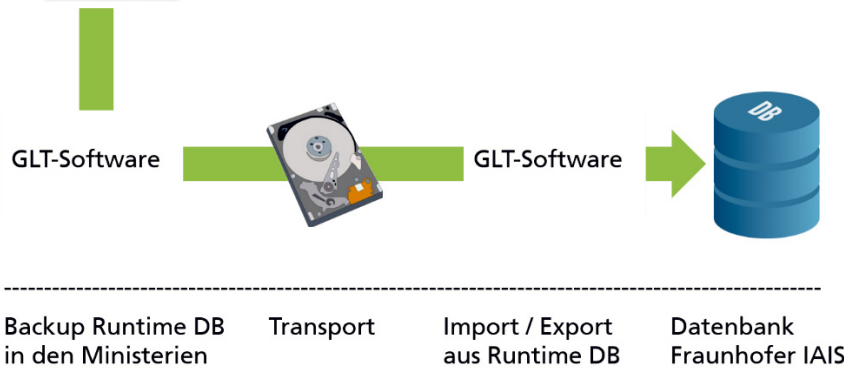 DB
GLT-Software
GLT-Software
Backup Runtime DB
in den Ministerien
Transport
Import / Export
aus Runtime DB
Datenbank
Fraunhofer IAIS